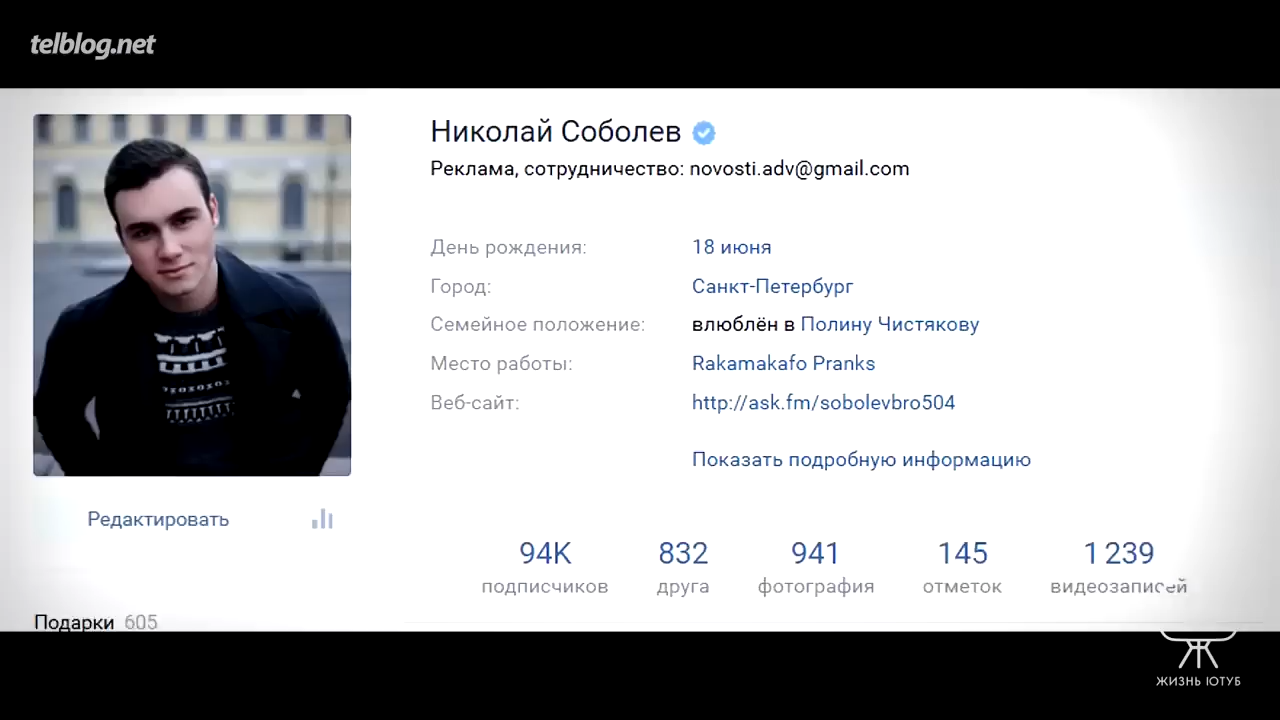 telblog.net
Николай Соболев
Реклама, сотрудничество: novosti.adv@gmail.com
День рождения: 18 июня
Город: Санкт-Петербург
Семейное положение: влюблён в Полину Чистякову
Место работы: Rakamakafo Pranks
Веб-сайт: http://ask.fm/sobolevbro504
Показать подробную информацию
Редактировать
94K 832 941 145 1 239
подписчиков друга фотография отметок видеозаписей
Подарки 605
Ж
ЖИЗНЬ ЮТУБ